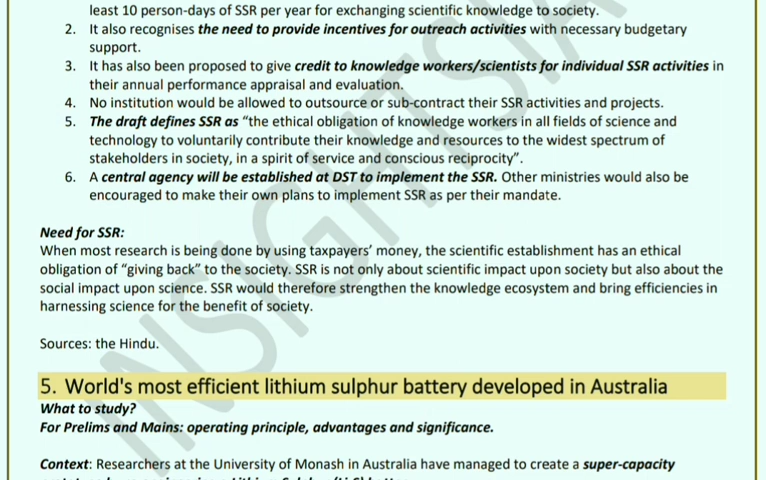 least 10 person-days of SSR per year for exchanging scientific knowledge to society.
2. It also recognises the need to provide incentives for outreach activities with necessary budgetary
support.
3. It has also been proposed to give credit to knowledge workers/scientists for individual SSR activities in
their annual performance appraisal and evaluation.
4. No institution would be allowed to outsource or sub-contract their SSR activities and projects.
5. The draft defines SSR as “the ethical obligation of knowledge workers in all fields of science and
technology to voluntarily contribute their knowledge and resources to the widest spectrum of
stakeholders in society, in a spirit of service and conscious reciprocity”.
6. A central agency will be established at DST to implement the SSR. Other ministries would also be
encouraged to make their own plans to implement SSR as per their mandate.
Need for SSR:
When most research is being done by using taxpayers’ money, the scientific establishment has an ethical
obligation of “giving back” to the society. SSR is not only about scientific impact upon society but also about the
social impact upon science. SSR would therefore strengthen the knowledge ecosystem and bring efficiencies in
harnessing science for the benefit of society.
Sources: the Hindu.
5. World's most efficient lithium sulphur battery developed in Australia
What to study?
For Prelims and Mains: operating principle, advantages and significance.
Context: Researchers at the University of Monash in Australia have managed to create a super-capacity
INSIGHTSIA